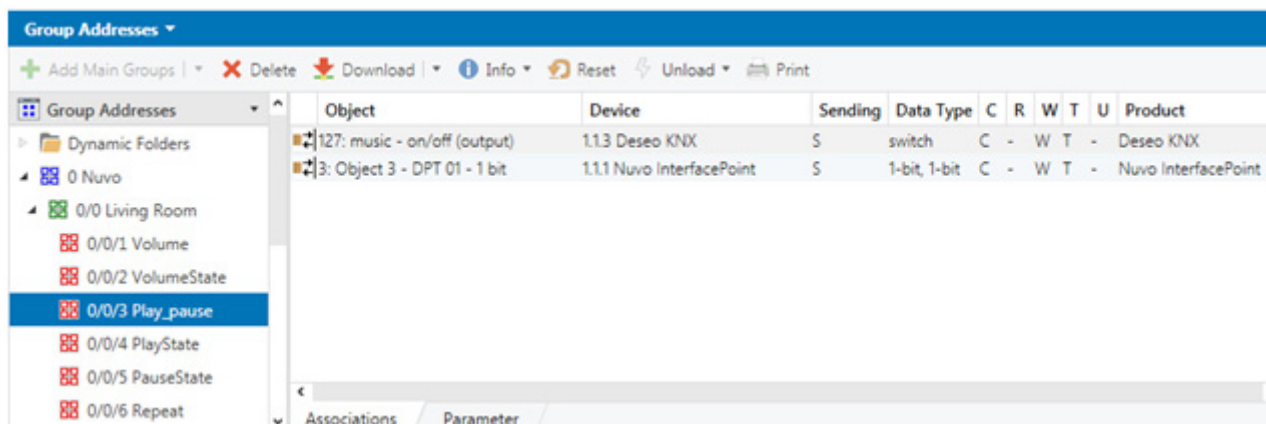 Group Addresses
Add Main Groups Delete Download Info Reset Unload Print
Group Addresses Object Device Sending Data Type C R W T U Product
Dynamic Folders 127: music - on/off (output) 1.1.3 Deseo KNX S switch C - W T - Deseo KNX
0 Nuvo 3: Object 3 - DPT 01 - 1 bit 1.1.1 Nuvo InterfacePoint S 1-bit, 1-bit C - W T - Nuvo InterfacePoint
0/0 Living Room
0/0/1 Volume
0/0/2 VolumeState
0/0/3 Play_pause
0/0/4 PlayState
0/0/5 PauseState
0/0/6 Repeat
Associations Parameter